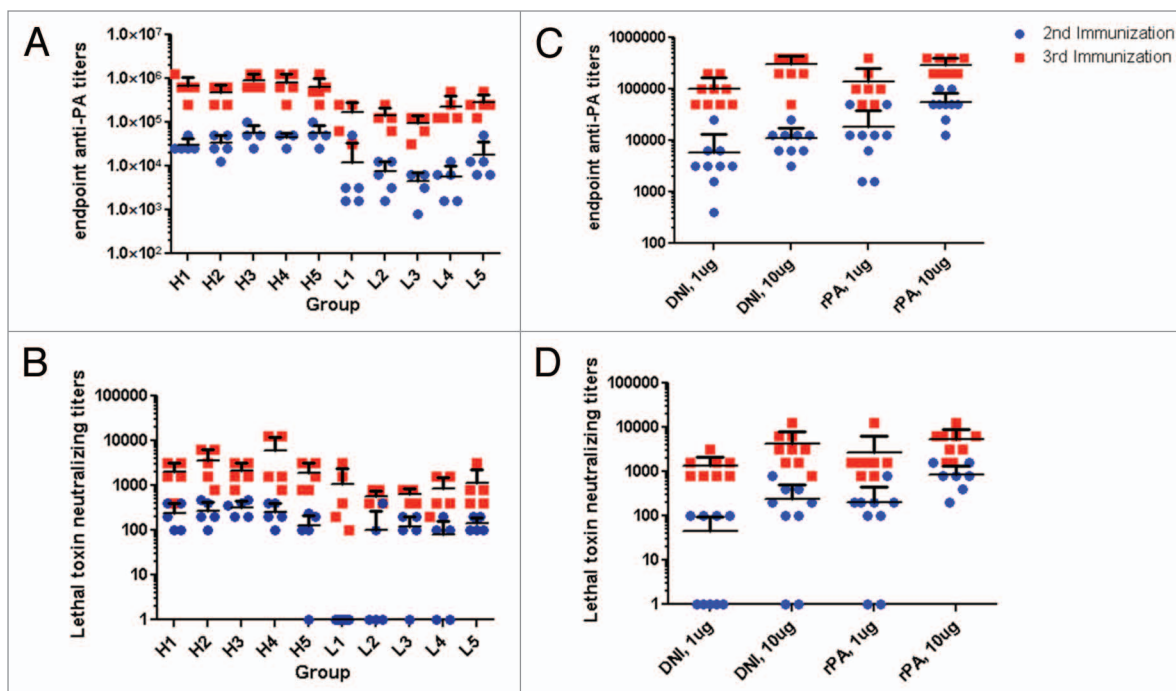 A
endpoint anti-PA titers
1.0×10⁷
1.0×10⁶
1.0×10⁵
1.0×10⁴
1.0×10³
1.0×10²
H1 H2 H3 H4 H5 L1 L2 L3 L4 L5
Group
C
endpoint anti-PA titers
1000000
100000
10000
1000
100
DNI, 1ug DNI, 10ug rPA, 1ug rPA, 10ug
2nd Immunization
3rd Immunization
B
Lethal toxin neutralizing titers
100000
10000
1000
100
10
1
H1 H2 H3 H4 H5 L1 L2 L3 L4 L5
Group
D
Lethal toxin neutralizing titers
100000
10000
1000
100
10
1
DNI, 1ug DNI, 10ug rPA, 1ug rPA, 10ug